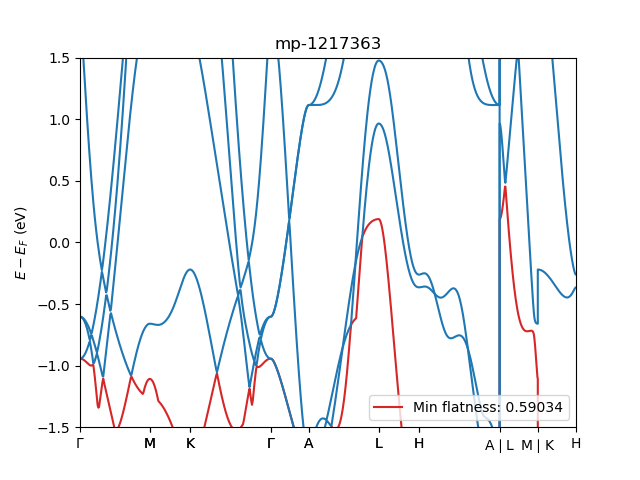 mp-1217363
E − E_F (eV)
1.5
1.0
0.5
0.0
−0.5
−1.0
−1.5
Min flatness: 0.59034
Γ M K Γ A L H A | L M | K H